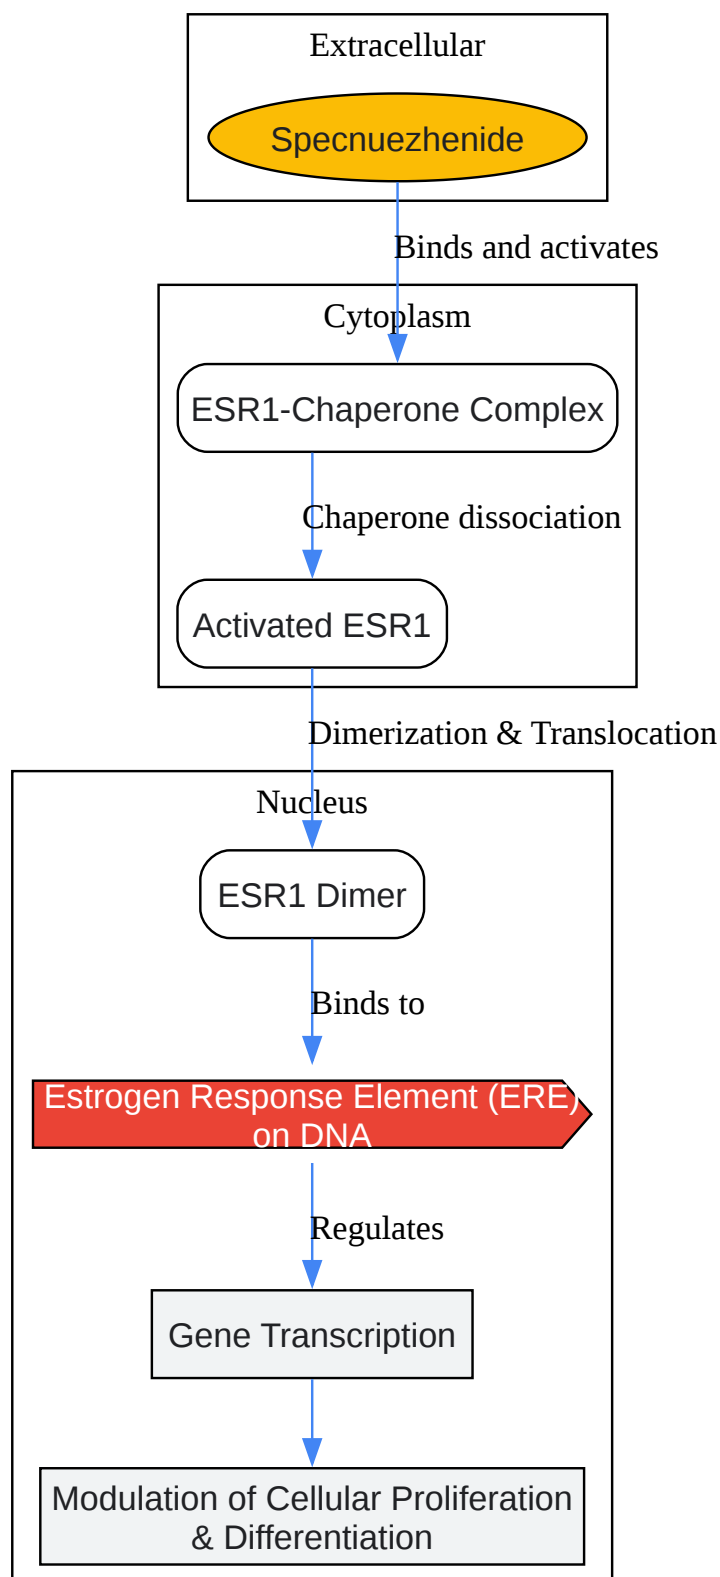 Extracellular
Specnuezhenide
Binds and activates
Cytoplasm
ESR1-Chaperone Complex
Chaperone dissociation
Activated ESR1
Dimerization & Translocation
Nucleus
ESR1 Dimer
Binds to
Estrogen Response Element (ERE)
on DNA
Regulates
Gene Transcription
Modulation of Cellular Proliferation
& Differentiation